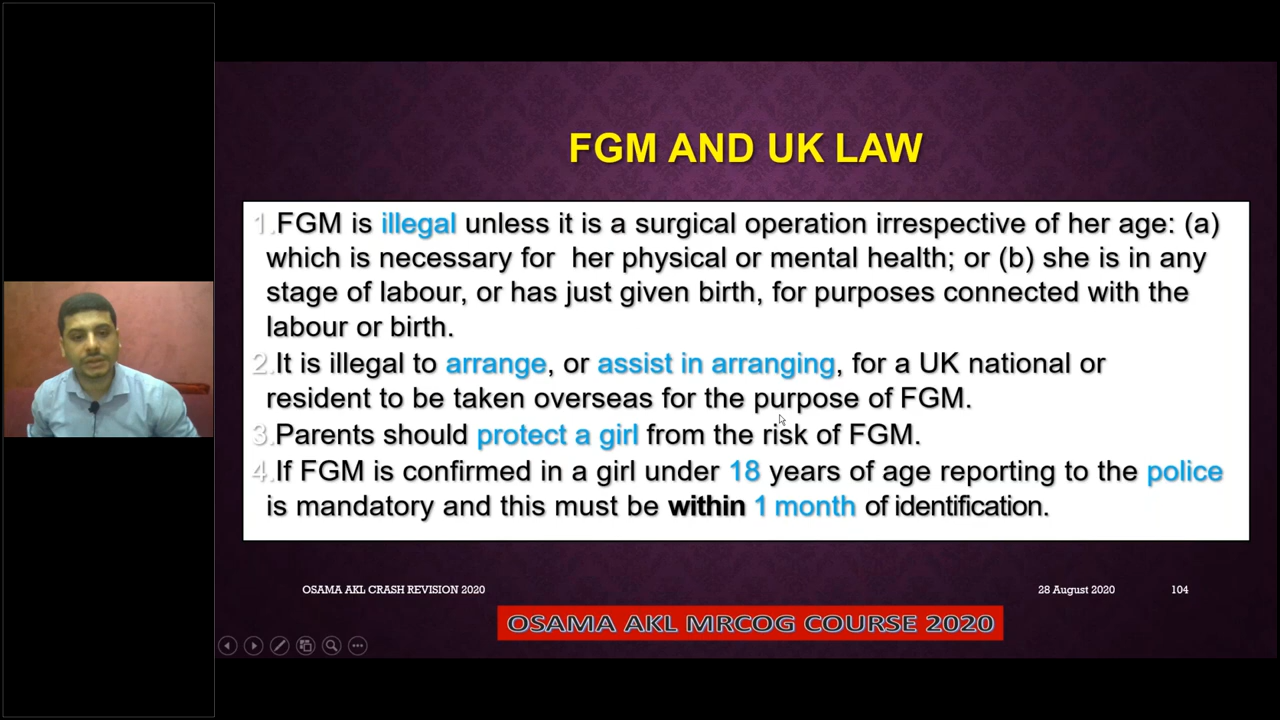 FGM AND UK LAW
1.FGM is illegal unless it is a surgical operation irrespective of her age: (a)
which is necessary for her physical or mental health; or (b) she is in any
stage of labour, or has just given birth, for purposes connected with the
labour or birth.
2.It is illegal to arrange, or assist in arranging, for a UK national or
resident to be taken overseas for the purpose of FGM.
3.Parents should protect a girl from the risk of FGM.
4.If FGM is confirmed in a girl under 18 years of age reporting to the police
is mandatory and this must be within 1 month of identification.
OSAMA AKL CRASH REVISION 2020
28 August 2020
104
OSAMA AKL MRCOG COURSE 2020